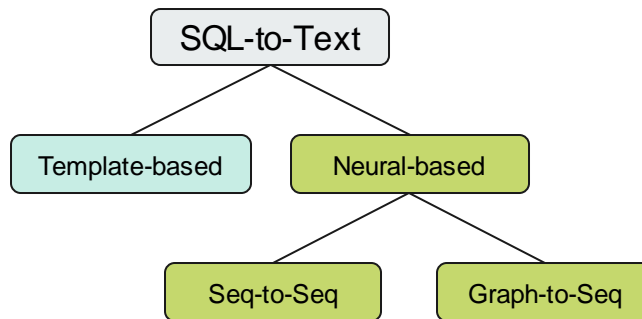 SQL-to-Text
Template-based
Neural-based
Seq-to-Seq
Graph-to-Seq